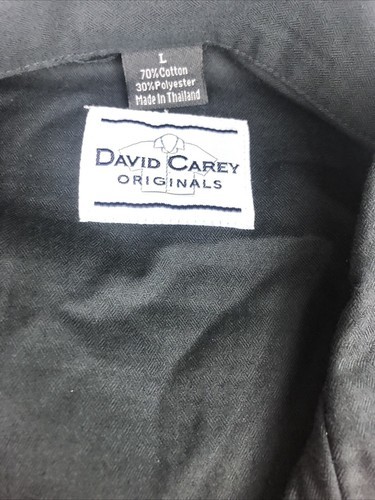 L
70% Cotton
30% Polyester
Made In Thailand
DAVID CAREY
ORIGINALS